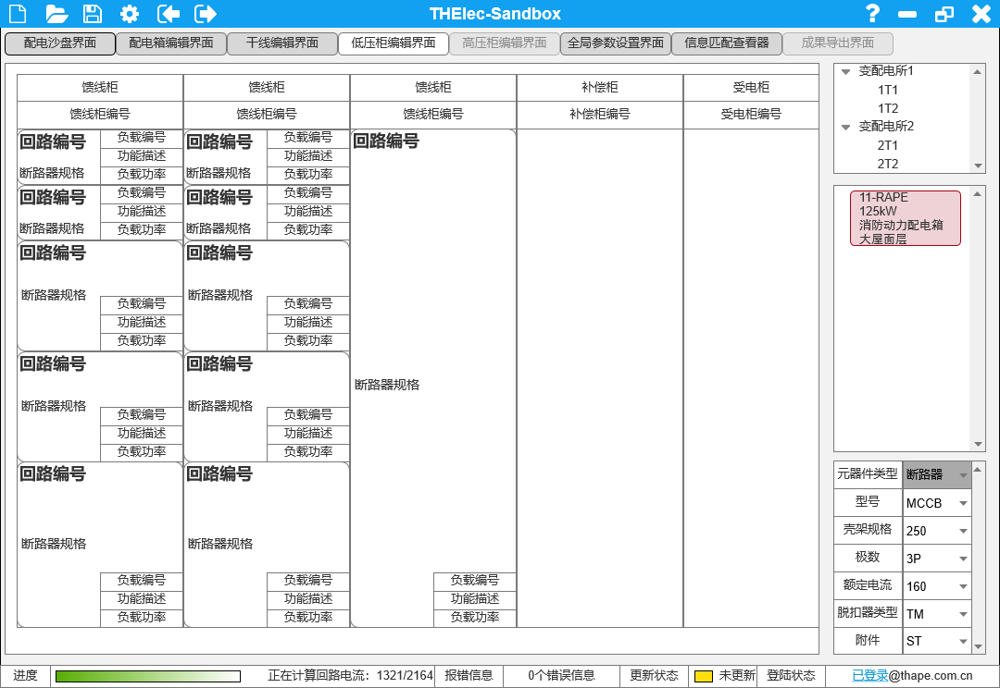 THElec-Sandbox
配电沙盘界面 配电箱编辑界面 干线编辑界面 低压柜编辑界面 高压柜编辑界面 全局参数设置界面 信息匹配查看器 成果导出界面
馈线柜 馈线柜 馈线柜 补偿柜 受电柜
馈线柜编号 馈线柜编号 馈线柜编号 补偿柜编号 受电柜编号
回路编号 负载编号 回路编号 负载编号 回路编号
功能描述 功能描述
断路器规格 负载功率 断路器规格 负载功率
回路编号 负载编号 回路编号 负载编号
功能描述 功能描述
断路器规格 负载功率 断路器规格 负载功率
回路编号 回路编号
断路器规格 负载编号 断路器规格 负载编号
功能描述 功能描述
负载功率 负载功率
回路编号 回路编号
断路器规格
断路器规格 负载编号 断路器规格 负载编号
功能描述 功能描述
负载功率 负载功率
回路编号 回路编号
断路器规格 断路器规格
负载编号 负载编号 负载编号
功能描述 功能描述 功能描述
负载功率 负载功率 负载功率
变配电所1
1T1
1T2
变配电所2
2T1
2T2
11-RAPE
125kW
消防动力配电箱
大屋面层
元器件类型 断路器
型号 MCCB
壳架规格 250
极数 3P
额定电流 160
脱扣器类型 TM
附件 ST
进度 正在计算回路电流：1321/2164 报错信息 0个错误信息 更新状态 未更新 登陆状态 已登录@thape.com.cn